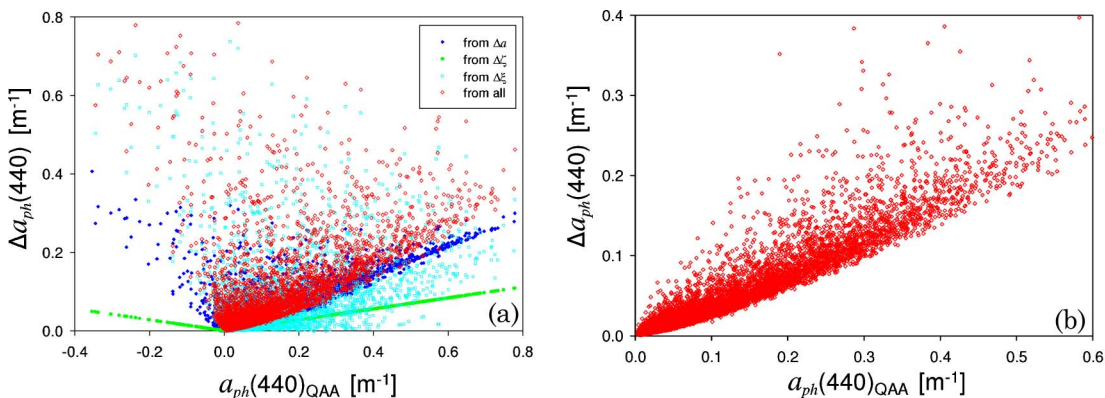 Δa_ph(440) [m⁻¹]
0.8
0.6
0.4
0.2
0.0
-0.4 -0.2 0.0 0.2 0.4 0.6 0.8
a_ph(440)_QAA [m⁻¹]
from Δa
from Δζ
from Δξ
from all
(a)
Δa_ph(440) [m⁻¹]
0.4
0.3
0.2
0.1
0.0
0.0 0.1 0.2 0.3 0.4 0.5 0.6
a_ph(440)_QAA [m⁻¹]
(b)